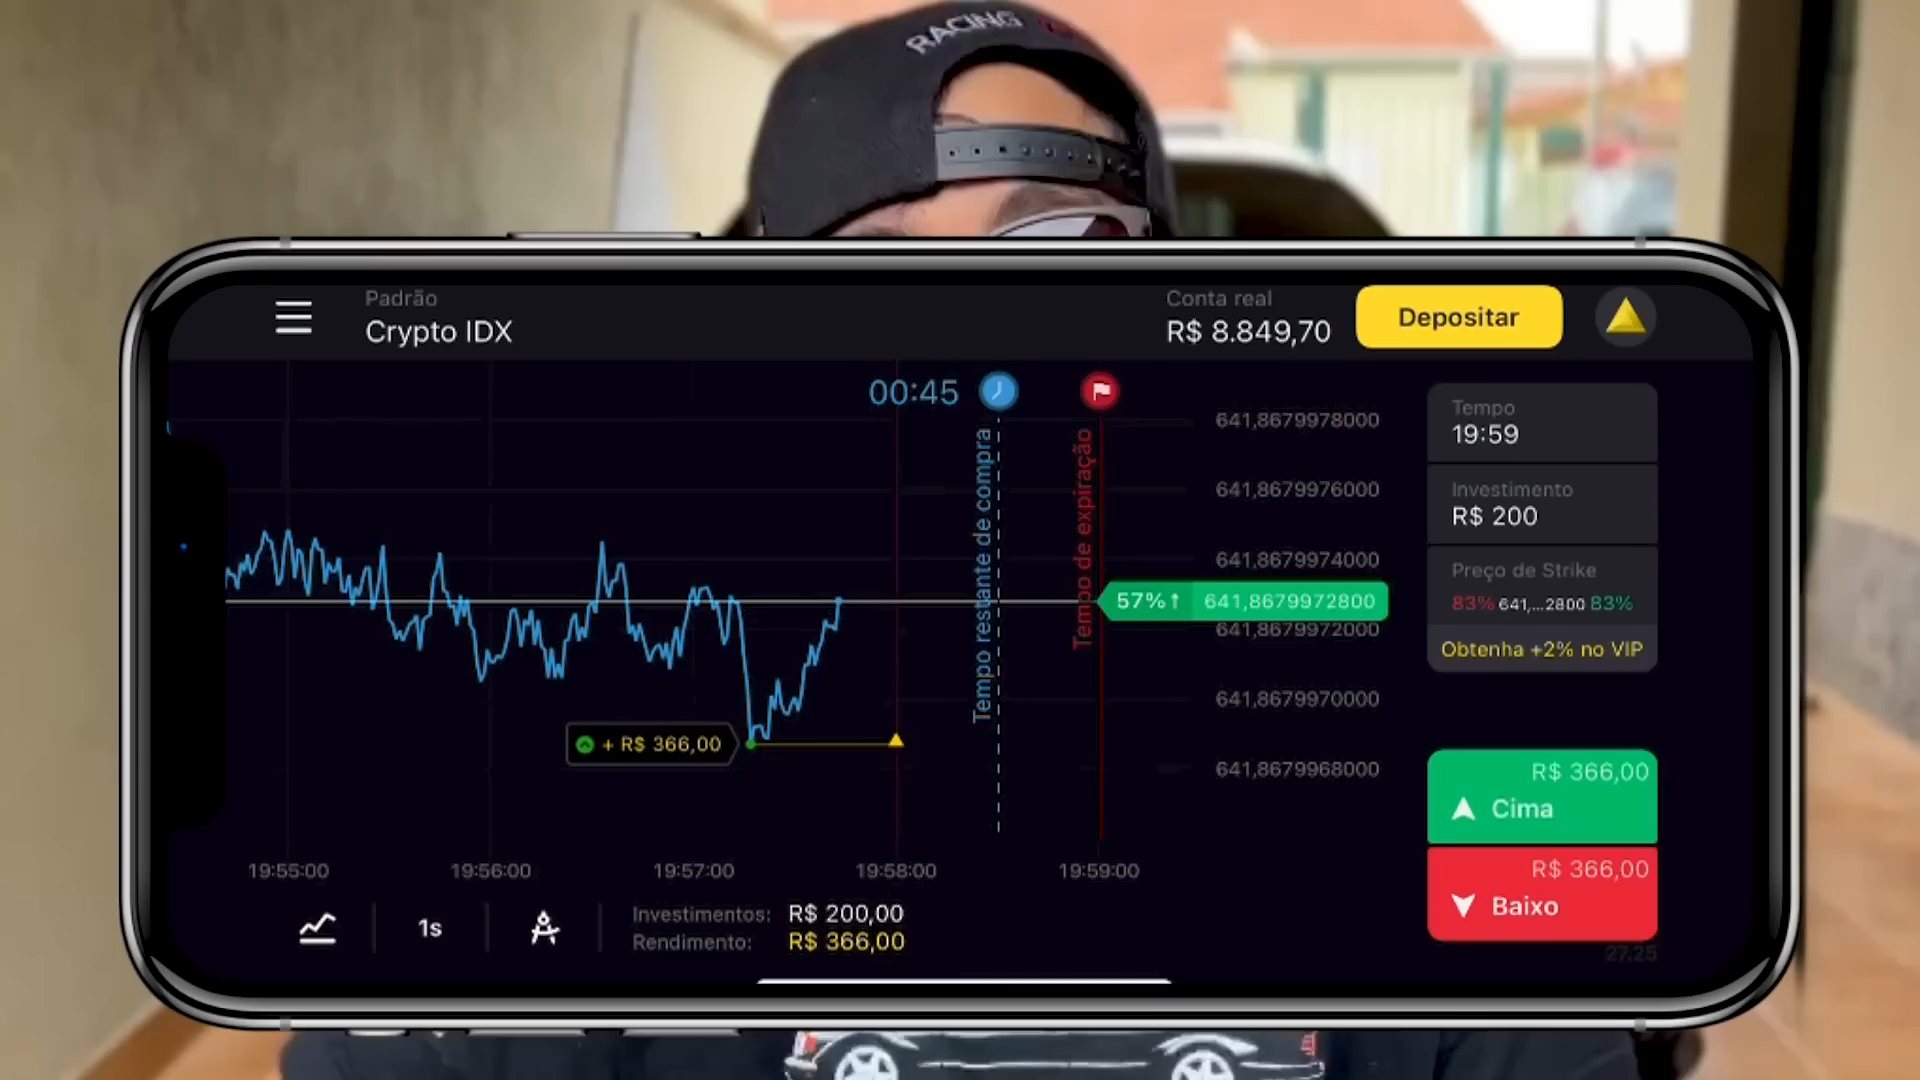 RACING
Padrão
Crypto IDX
Conta real
R$ 8.849,70
Depositar
00:45
Tempo restante de compra
Tempo de expiração
641,8679978000
641,8679976000
641,8679974000
57%↑ 641,8679972800
641,8679972000
641,8679970000
641,8679968000
Tempo
19:59
Investimento
R$ 200
Preço de Strike
83% 641,...2800 83%
Obtenha +2% no VIP
+ R$ 366,00
R$ 366,00
Cima
R$ 366,00
Baixo
27.25
19:55:00 19:56:00 19:57:00 19:58:00 19:59:00
1s
Investimentos: R$ 200,00
Rendimento: R$ 366,00